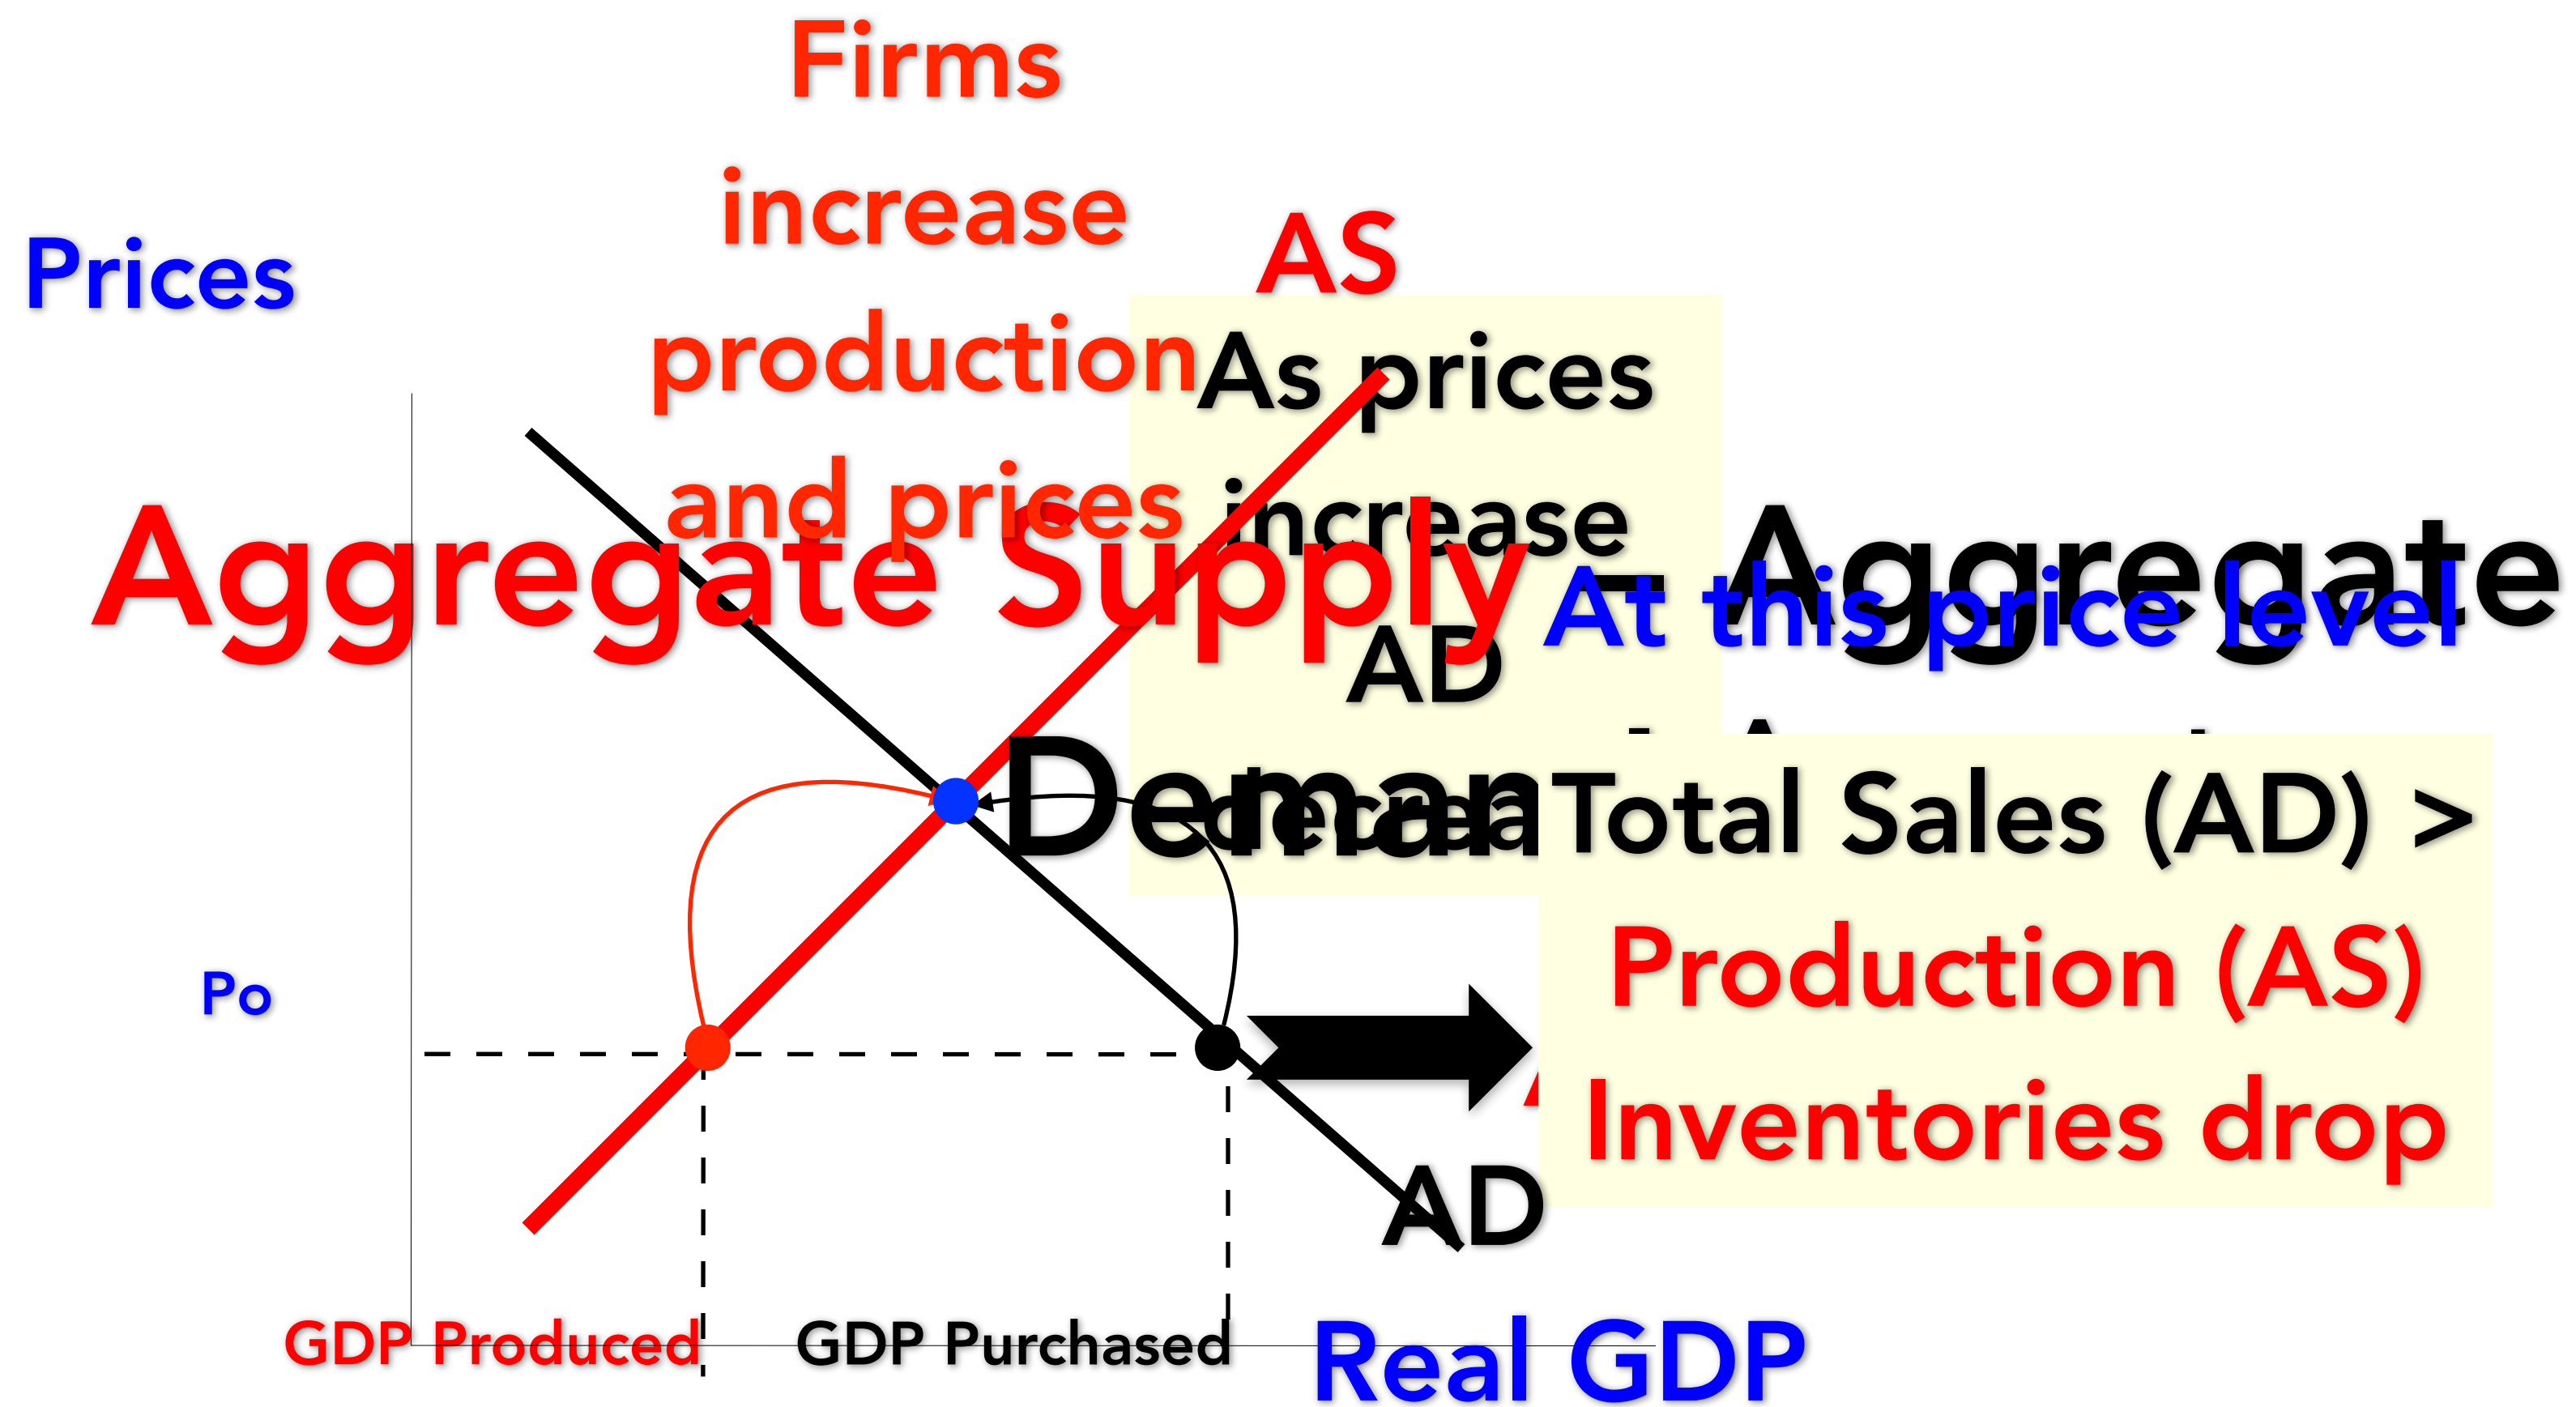 Firms
increase
production
and prices
Prices
AS
As prices
increase
AD
Aggregate Supply – Aggregate
At this price level
Total Sales (AD) >
Production (AS)
Inventories drop
Po
AD
GDP Produced
GDP Purchased
Real GDP